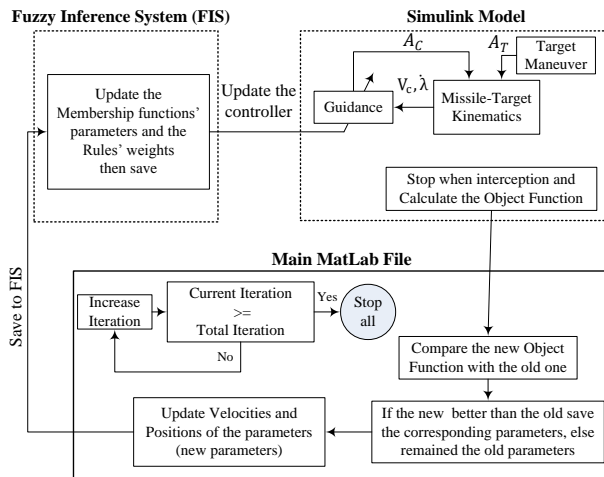 Fuzzy Inference System (FIS)
Update the
Membership functions'
parameters and the
Rules' weights
then save
Update the
controller
Simulink Model
A_C
A_T
Target
Maneuver
Guidance
V_c, λ̇
Missile-Target
Kinematics
Stop when interception and
Calculate the Object Function
Save to FIS
Main MatLab File
Increase
Iteration
Current Iteration
>=
Total Iteration
Yes
Stop
all
No
Compare the new Object
Function with the old one
If the new better than the old save
the corresponding parameters, else
remained the old parameters
Update Velocities and
Positions of the parameters
(new parameters)